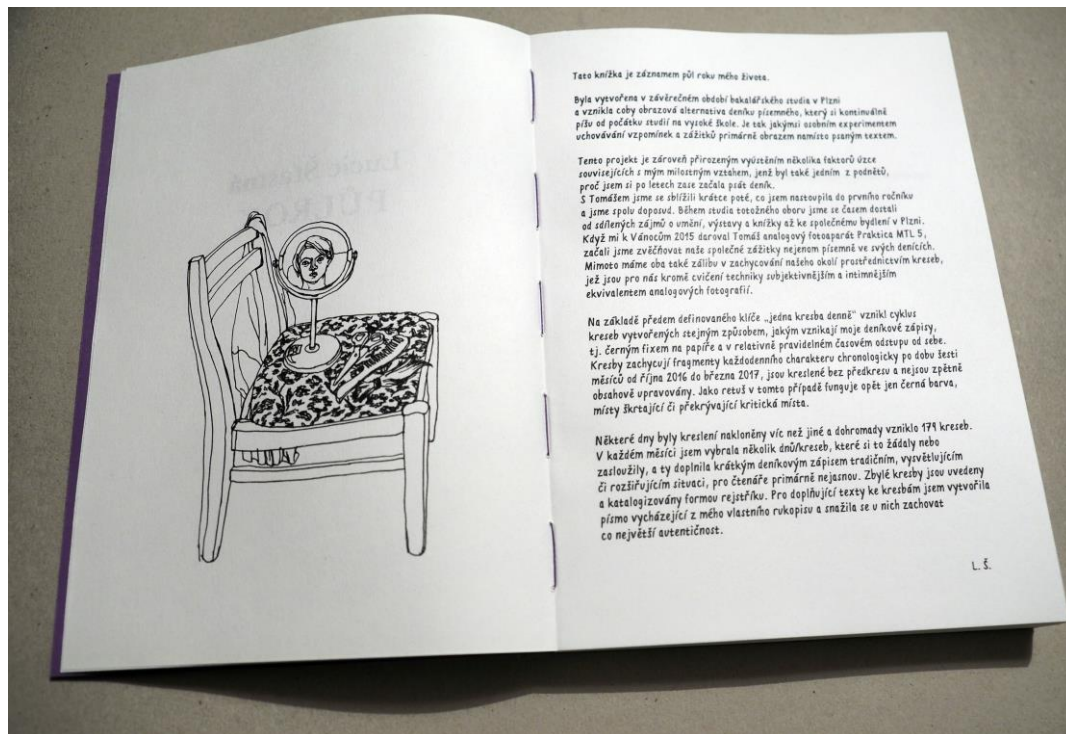 Lucie Šťastná
PŮLRO
Tato knížka je záznamem půl roku mého života.
Byla vytvořena v závěrečném období bakalářského studia v Plzni
a vznikla coby obrazová alternativa deníku písemného, který si kontinuálně
píšu od počátku studií na vysoké škole. Je tak jakýmsi osobním experimentem
uchovávání vzpomínek a zážitků primárně obrazem namísto psaným textem.
Tento projekt je zároveň přirozeným vyústěním několika faktorů úzce
souvisejících s mým milostným vztahem, jenž byl také jedním z podnětů,
proč jsem si po letech zase začala psát deník.
S Tomášem jsme se sblížili krátce poté, co jsem nastoupila do prvního ročníku
a jsme spolu doposud. Během studia totožného oboru jsme se časem dostali
od sdílených zájmů o umění, výstavy a knížky až ke společnému bydlení v Plzni.
Když mi k Vánocům 2015 daroval Tomáš analogový fotoaparát Praktica MTL 5,
začali jsme zvěčňovat naše společné zážitky nejenom písemně ve svých denících.
Mimoto máme oba také zálibu v zachycování našeho okolí prostřednictvím kreseb,
jež jsou pro nás kromě cvičení techniky subjektivnějším a intimnějším
ekvivalentem analogových fotografií.
Na základě předem definovaného klíče „jedna kresba denně“ vznikl cyklus
kreseb vytvořených stejným způsobem, jakým vznikají moje deníkové zápisy,
tj. černým fixem na papíře a v relativně pravidelném časovém odstupu od sebe.
Kresby zachycují fragmenty každodenního charakteru chronologicky po dobu šesti
měsíců od října 2016 do března 2017, jsou kreslené bez předkresu a nejsou zpětně
obsahově upravovány. Jako retuš v tomto případě funguje opět jen černá barva,
místy škrtající či překrývající kritická místa.
Některé dny byly kreslení nakloněny víc než jiné a dohromady vzniklo 179 kreseb.
V každém měsíci jsem vybrala několik dnů/kreseb, které si to žádaly nebo
zasloužily, a ty doplnila krátkým deníkovým zápisem tradičním, vysvětlujícím
či rozšiřujícím situaci, pro čtenáře primárně nejasnou. Zbylé kresby jsou uvedeny
a katalogizovány formou rejstříku. Pro doplňující texty ke kresbám jsem vytvořila
písmo vycházející z mého vlastního rukopisu a snažila se u nich zachovat
co největší autentičnost.
L. Š.